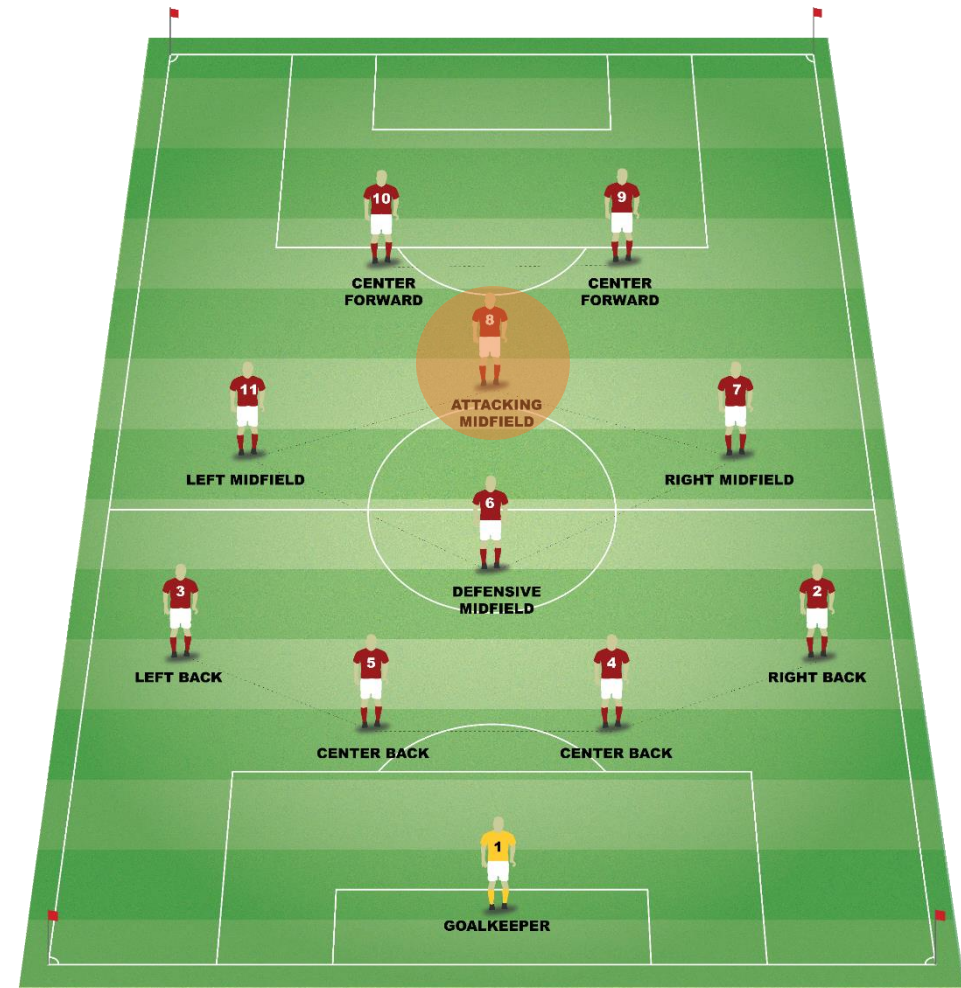 10
9
CENTER
FORWARD
CENTER
FORWARD
8
ATTACKING
MIDFIELD
11
7
LEFT MIDFIELD
RIGHT MIDFIELD
6
DEFENSIVE
MIDFIELD
3
2
LEFT BACK
RIGHT BACK
5
4
CENTER BACK
CENTER BACK
1
GOALKEEPER